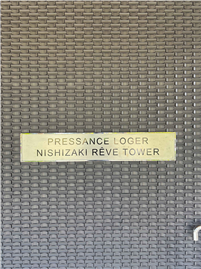 PRESSANCE LOGER
NISHIZAKI RÊVE TOWER